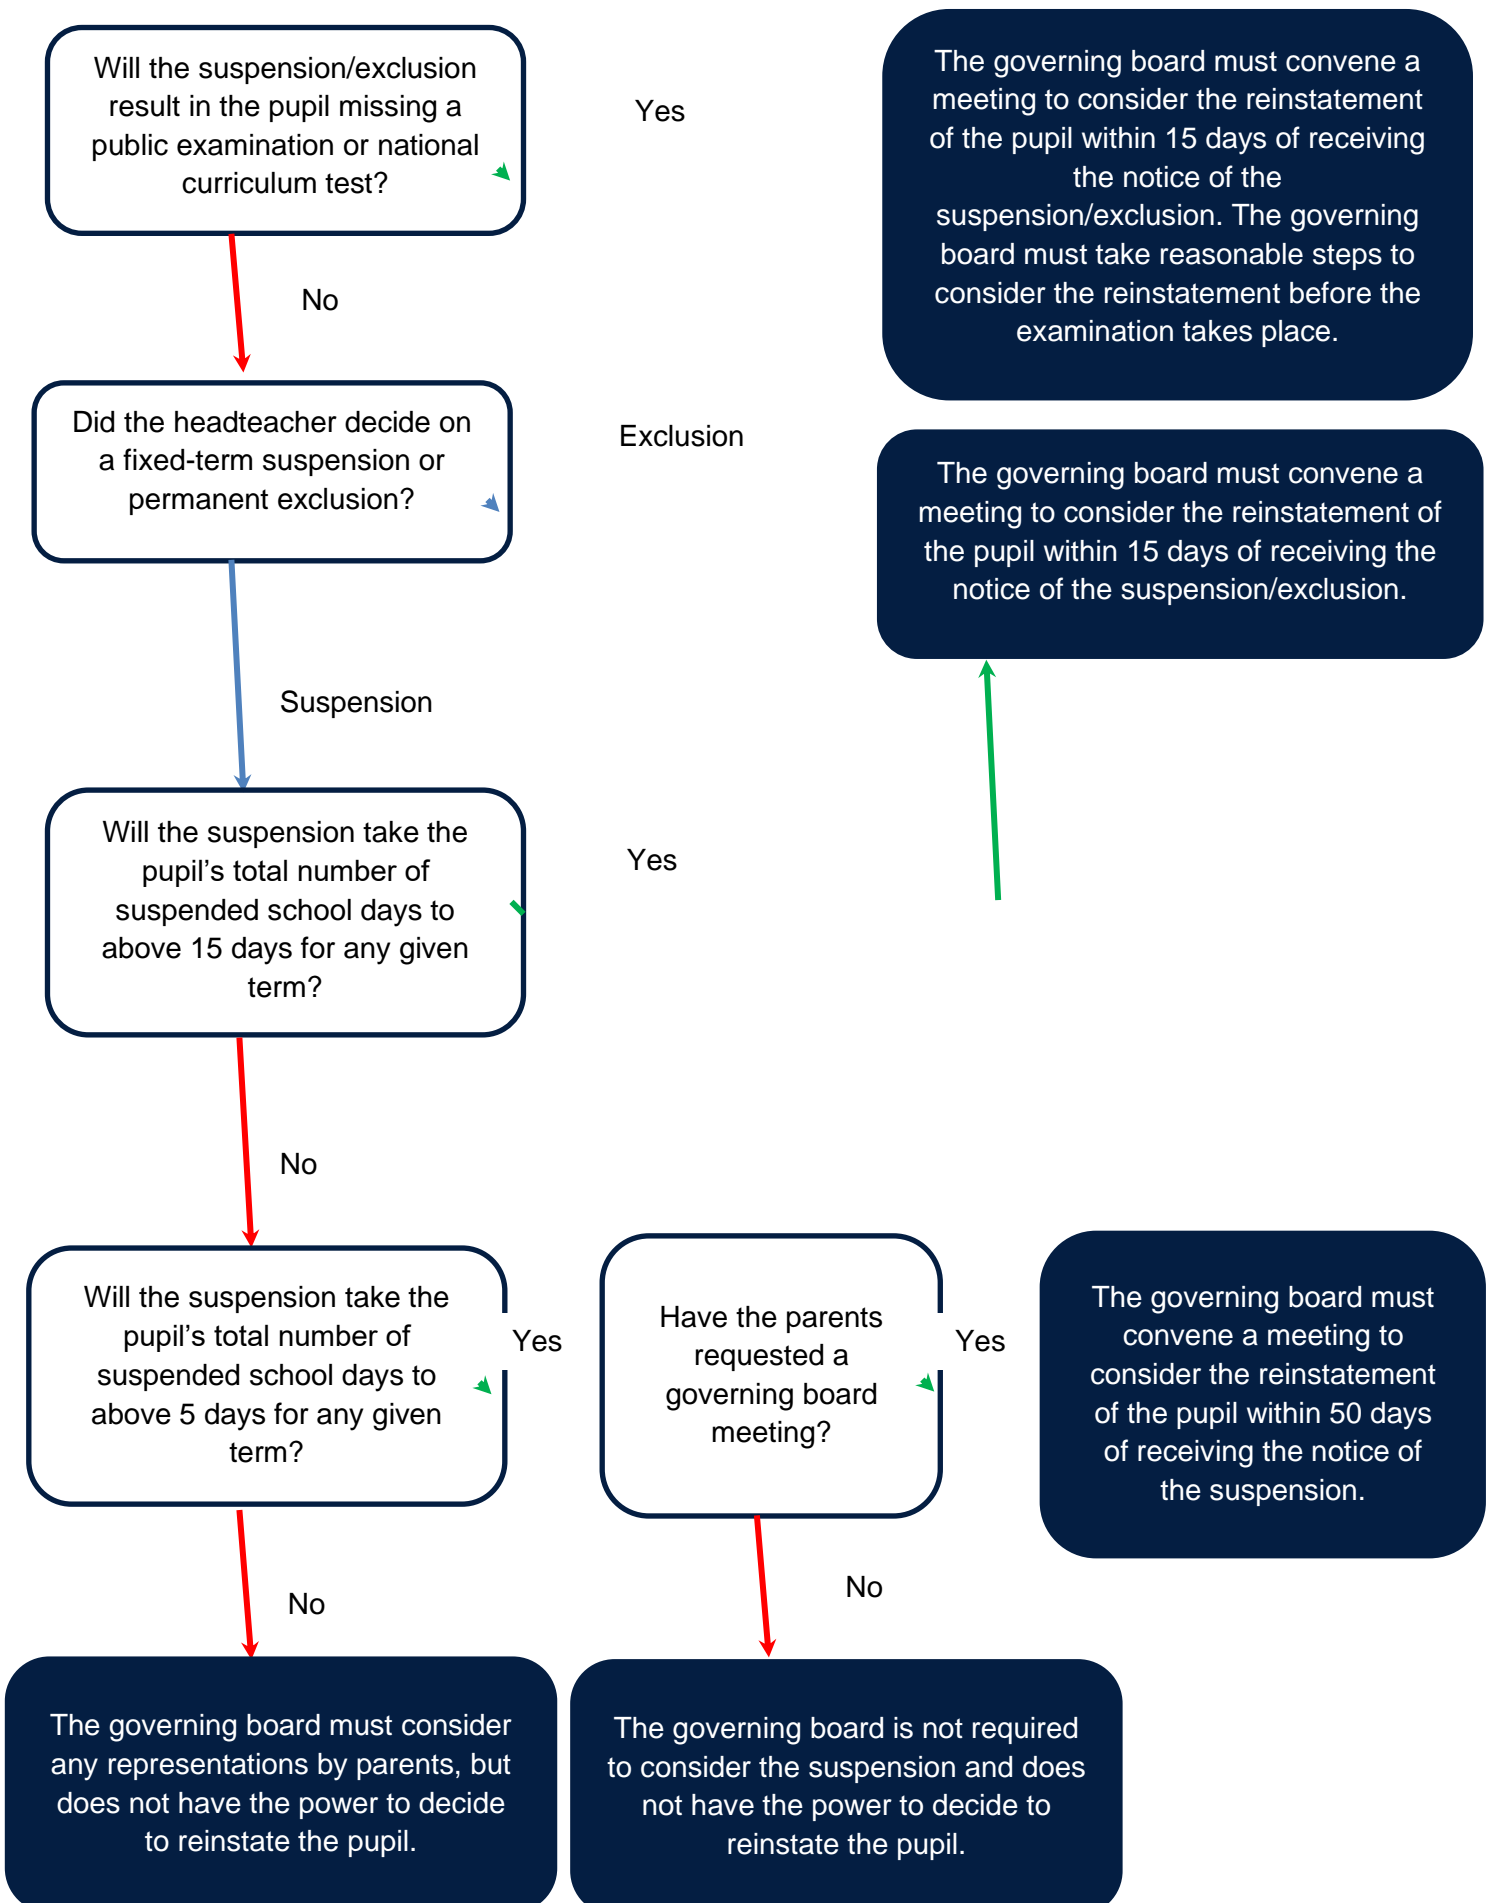 Will the suspension/exclusion
result in the pupil missing a
public examination or national
curriculum test?
Yes
The governing board must convene a
meeting to consider the reinstatement
of the pupil within 15 days of receiving
the notice of the
suspension/exclusion. The governing
board must take reasonable steps to
consider the reinstatement before the
examination takes place.
No
Did the headteacher decide on
a fixed-term suspension or
permanent exclusion?
Exclusion
The governing board must convene a
meeting to consider the reinstatement of
the pupil within 15 days of receiving the
notice of the suspension/exclusion.
Suspension
Will the suspension take the
pupil’s total number of
suspended school days to
above 15 days for any given
term?
Yes
No
Will the suspension take the
pupil’s total number of
suspended school days to
above 5 days for any given
term?
Yes
Have the parents
requested a
governing board
meeting?
Yes
The governing board must
convene a meeting to
consider the reinstatement
of the pupil within 50 days
of receiving the notice of
the suspension.
No
No
The governing board must consider
any representations by parents, but
does not have the power to decide
to reinstate the pupil.
The governing board is not required
to consider the suspension and does
not have the power to decide to
reinstate the pupil.